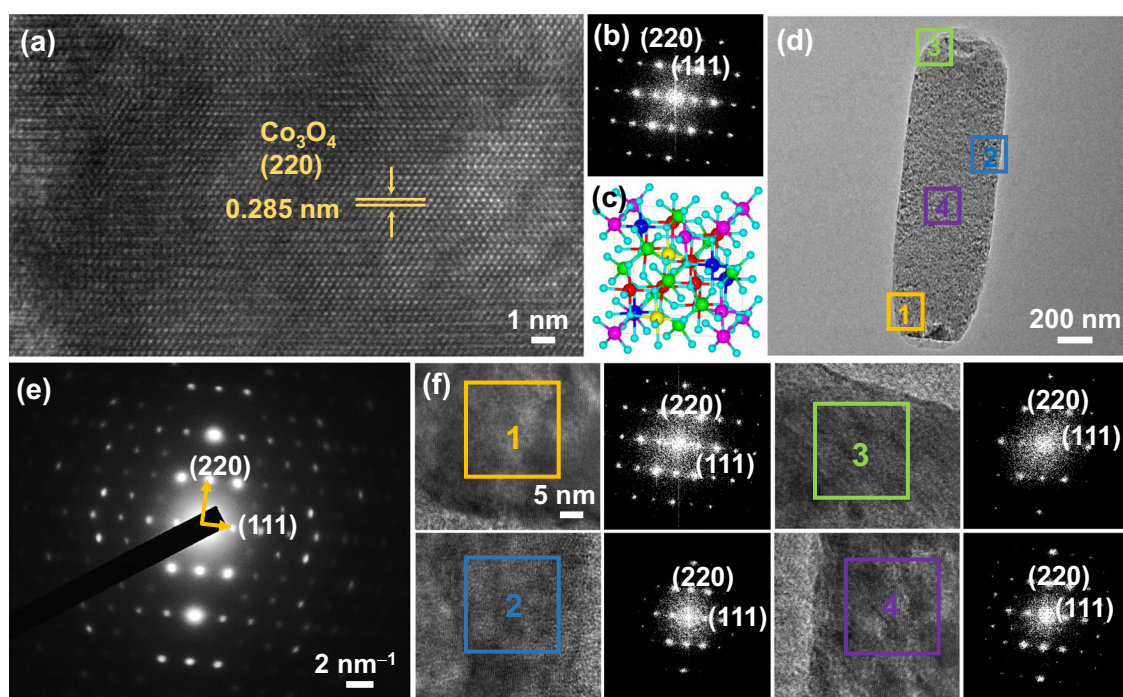 (a)
Co₃O₄
(220)
0.285 nm
1 nm
(b)
(220)
(111)
(c)
(d)
3
2
4
1
200 nm
(e)
(220)
(111)
2 nm⁻¹
(f)
1
5 nm
(220)
(111)
3
(220)
(111)
2
(220)
(111)
4
(220)
(111)